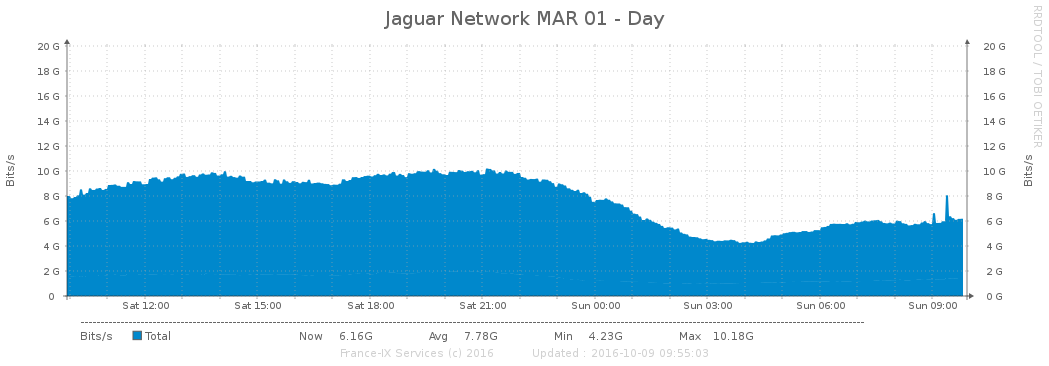 Jaguar Network MAR 01 - Day
RRDTOOL / TOBI OETIKER
Bits/s
20 G 20 G
18 G 18 G
16 G 16 G
14 G 14 G
12 G 12 G
10 G 10 G
8 G 8 G
6 G 6 G
4 G 4 G
2 G 2 G
0 0 G
Bits/s
Sat 12:00 Sat 15:00 Sat 18:00 Sat 21:00 Sun 00:00 Sun 03:00 Sun 06:00 Sun 09:00
Bits/s Total Now 6.16G Avg 7.78G Min 4.23G Max 10.18G
France-IX Services (c) 2016 Updated : 2016-10-09 09:55:03